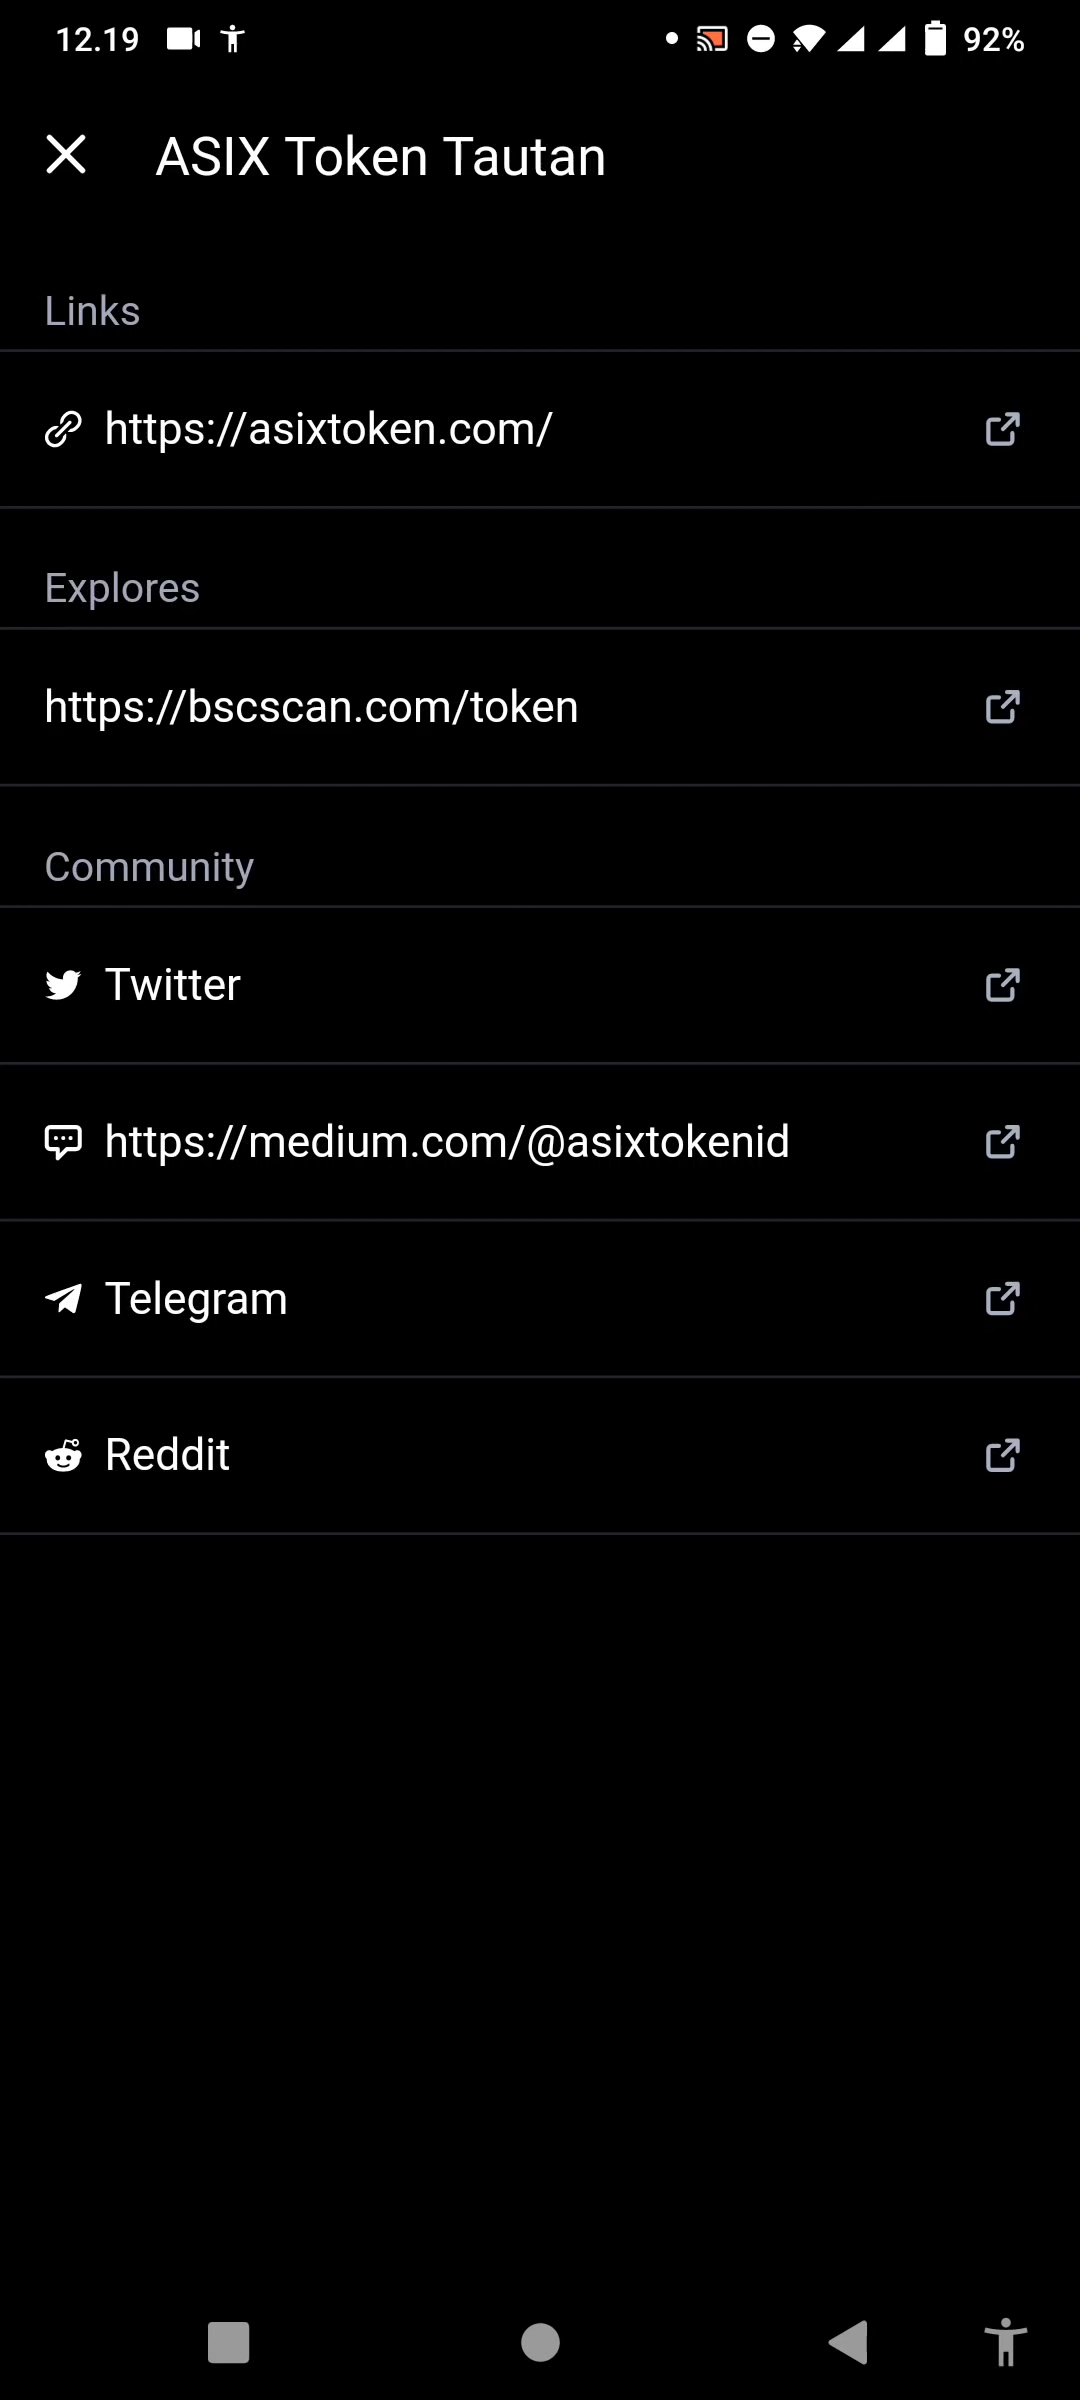 12.19
92%
ASIX Token Tautan
Links
https://asixtoken.com/
Explores
https://bscscan.com/token
Community
Twitter
https://medium.com/@asixtokenid
Telegram
Reddit